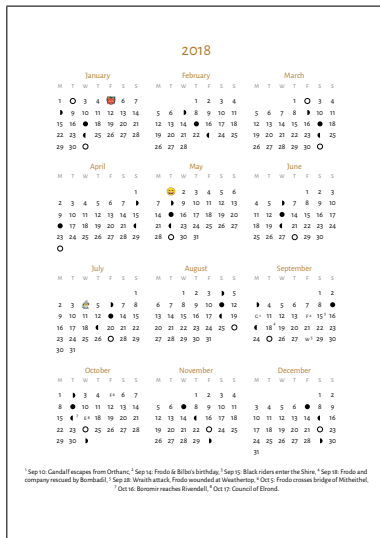 2018
January February March
M T W T F S S M T W T F S S M T W T F S S
1 3 4 6 7 1 2 3 4 1 3 4
9 10 11 12 13 14 5 6 8 9 10 11 5 6 7 8 10 11
15 16 18 19 20 21 12 13 14 16 17 18 12 13 14 15 16 18
22 23 25 26 27 28 19 20 21 22 24 25 19 20 21 22 23 25
29 30 26 27 28 26 27 28 29 30
April May June
M T W T F S S M T W T F S S M T W T F S S
1 2 3 4 5 6 1 2 3
2 3 4 5 6 7 7 9 10 11 12 13 4 5 7 8 9 10
9 10 11 12 13 14 15 14 16 17 18 19 20 11 12 14 15 16 17
17 18 19 20 21 21 23 24 25 26 27 18 19 21 22 23 24
23 24 25 26 27 28 29 28 30 31 25 26 27 29 30
July August September
M T W T F S S M T W T F S S M T W T F S S
1 1 2 3 5 1 2
2 3 5 7 8 6 7 8 9 10 12 4 5 6 7 8
9 10 11 12 14 15 13 14 15 16 17 19 G¹ 11 12 13 F² 15³ 16
16 17 18 20 21 22 20 21 22 23 24 25 18⁴ 19 20 21 22 23
23 24 25 26 28 29 27 28 29 30 31 24 26 27 W⁵ 29 30
30 31
October November December
M T W T F S S M T W T F S S M T W T F S S
1 3 4 F⁶ 6 7 1 2 3 4 1 2
8 10 11 12 13 14 5 6 8 9 10 11 3 4 5 6 8 9
15 ⁷ E⁸ 18 19 20 21 12 13 14 16 17 18 10 11 12 13 14 16
22 23 25 26 27 28 19 20 21 22 24 25 17 18 19 20 21 23
29 30 26 27 28 29 24 25 26 27 28 30
31
¹ Sep 10: Gandalf escapes from Orthanc, ² Sep 14: Frodo & Bilbo's birthday, ³ Sep 15: Black riders enter the Shire, ⁴ Sep 18: Frodo and
company rescued by Bombadil, ⁵ Sep 28: Wraith attack, Frodo wounded at Weathertop, ⁶ Oct 5: Frodo crosses bridge of Mitheithel,
⁷ Oct 16: Boromir reaches Rivendell, ⁸ Oct 17: Council of Elrond.